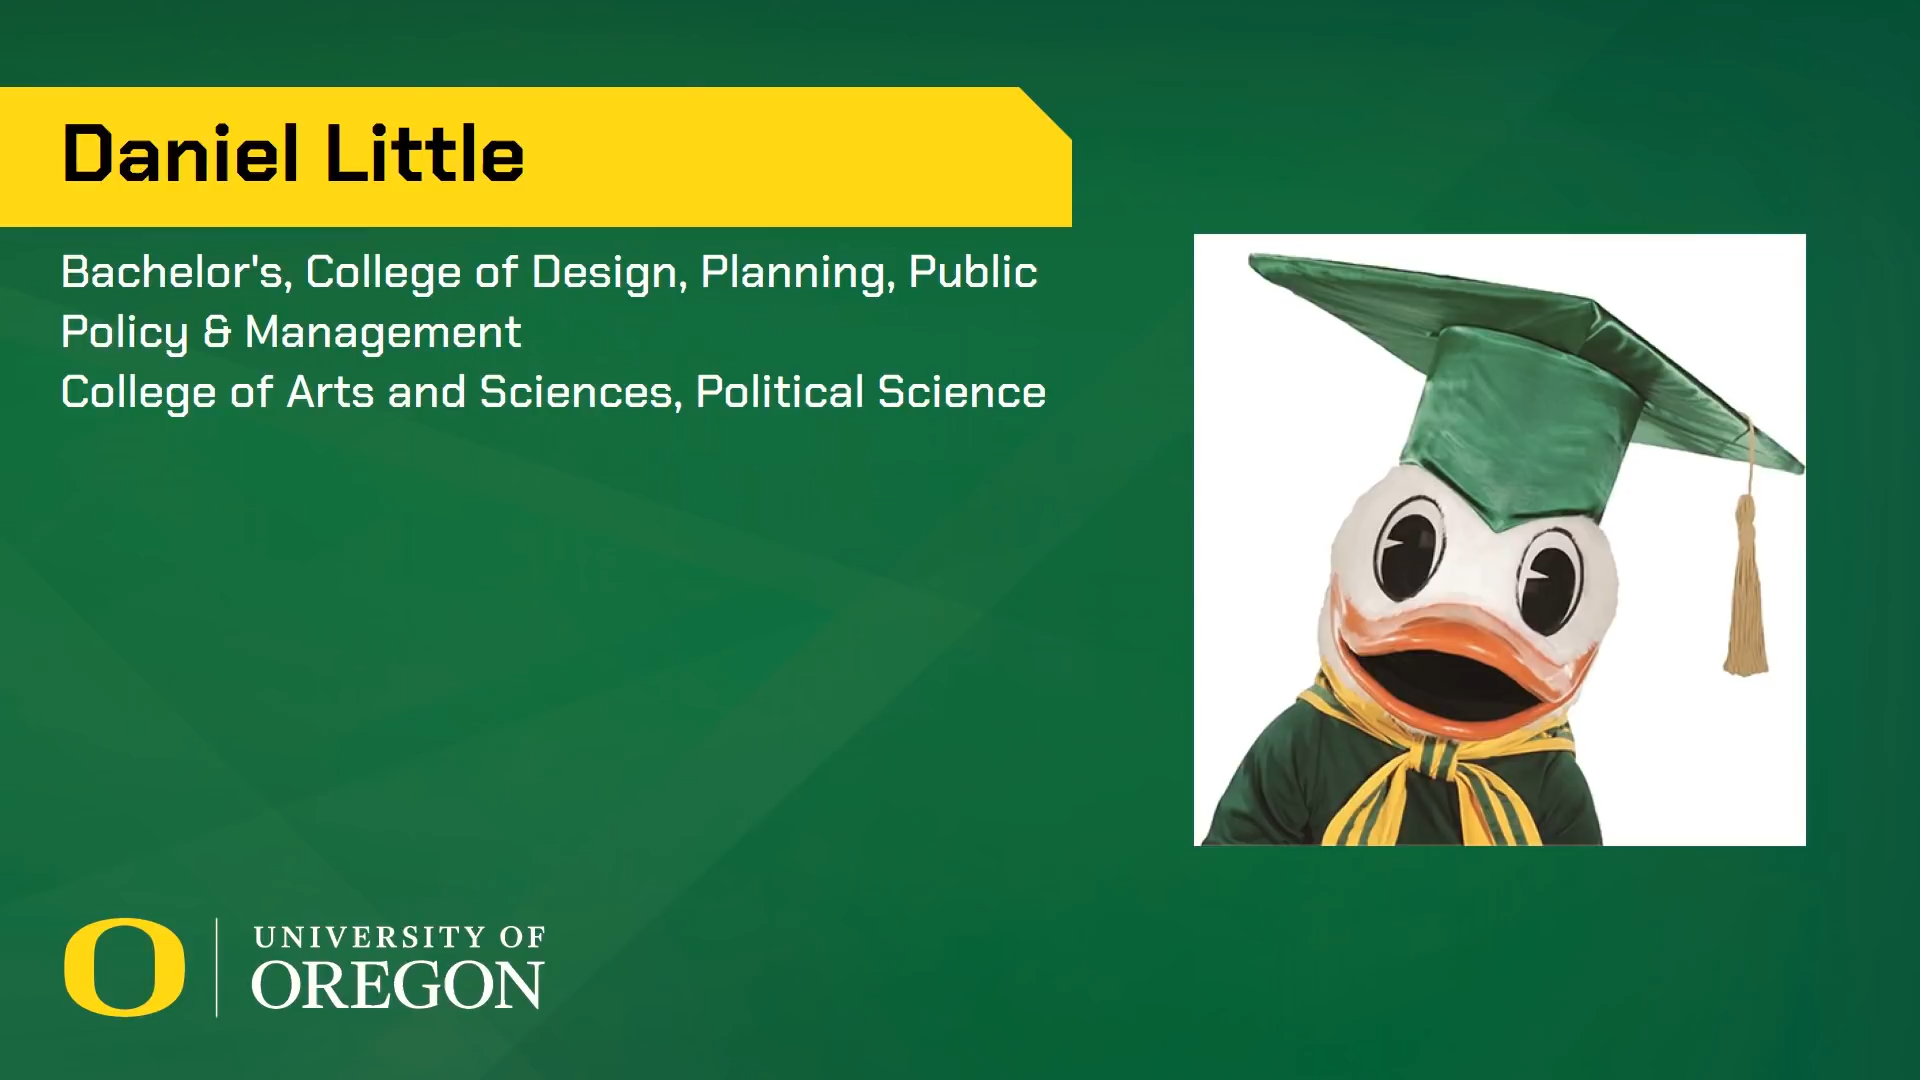 Daniel Little
Bachelor's, College of Design, Planning, Public
Policy & Management
College of Arts and Sciences, Political Science
O
UNIVERSITY OF
OREGON